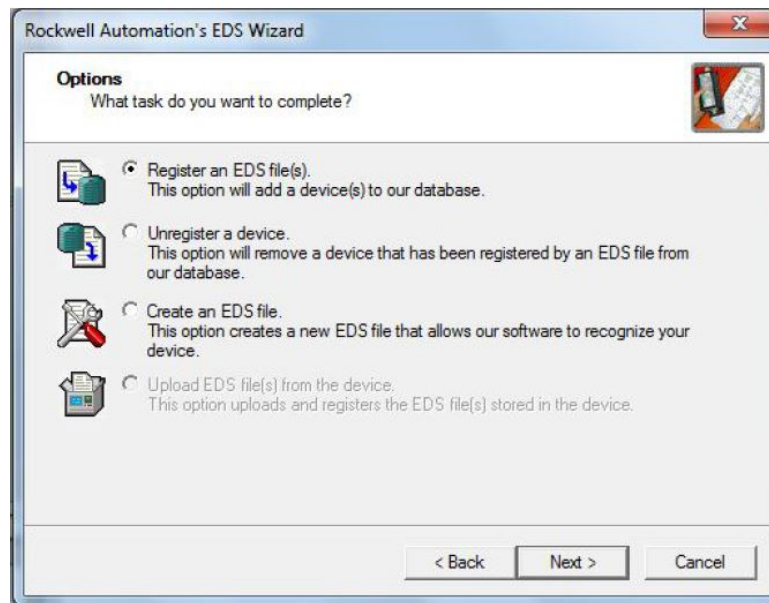 Rockwell Automation's EDS Wizard
Options
What task do you want to complete?
Register an EDS file(s).
This option will add a device(s) to our database.
Unregister a device.
This option will remove a device that has been registered by an EDS file from
our database.
Create an EDS file.
This option creates a new EDS file that allows our software to recognize your
device.
Upload EDS file(s) from the device.
This option uploads and registers the EDS file(s) stored in the device.
< Back
Next >
Cancel